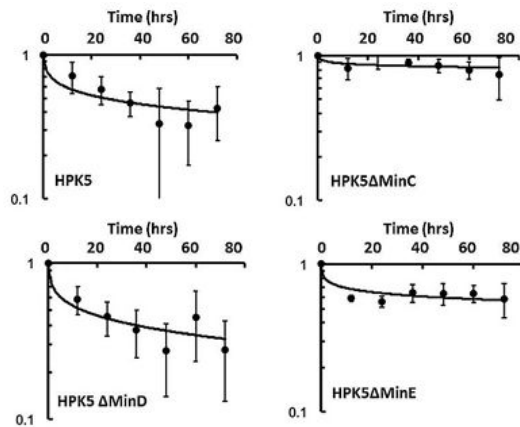 Time (hrs)
0 20 40 60 80
1
0.1
HPK5
Time (hrs)
0 20 40 60 80
1
0.1
HPK5ΔMinC
Time (hrs)
0 20 40 60 80
1
0.1
HPK5 ΔMinD
Time (hrs)
0 20 40 60 80
1
0.1
HPK5ΔMinE